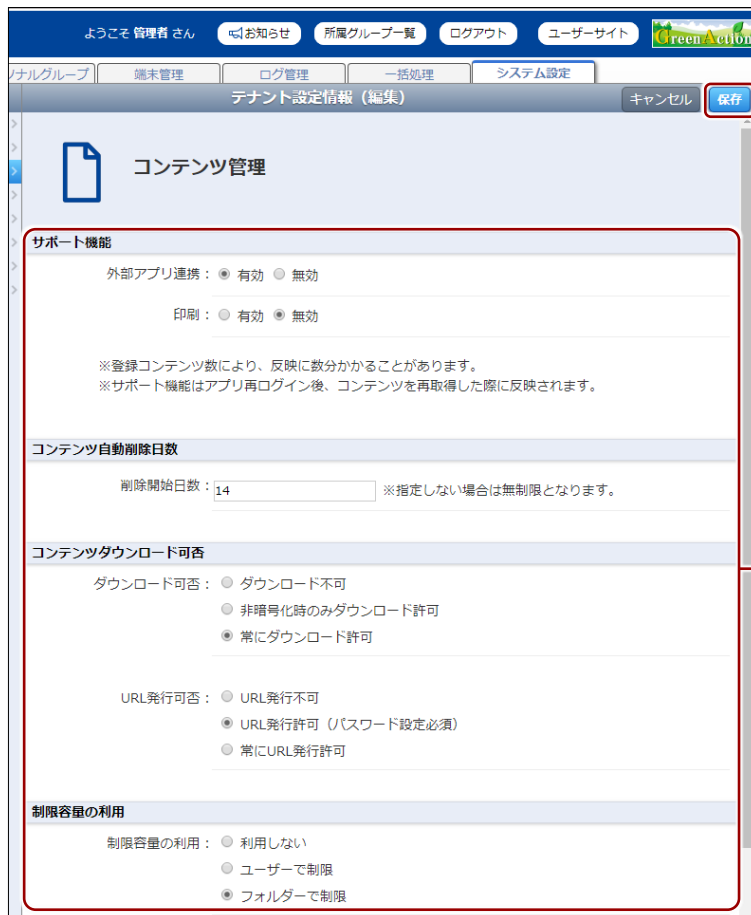 ようこそ 管理者 さん お知らせ 所属グループ一覧 ログアウト ユーザーサイト GreenAction
ソナルグループ 端末管理 ログ管理 一括処理 システム設定
テナント設定情報（編集） キャンセル 保存
コンテンツ管理
サポート機能
外部アプリ連携： 有効 無効
印刷： 有効 無効
※登録コンテンツ数により、反映に数分かかることがあります。
※サポート機能はアプリ再ログイン後、コンテンツを再取得した際に反映されます。
コンテンツ自動削除日数
削除開始日数： 14 ※指定しない場合は無制限となります。
コンテンツダウンロード可否
ダウンロード可否： ダウンロード不可
非暗号化時のみダウンロード許可
常にダウンロード許可
URL発行可否： URL発行不可
URL発行許可（パスワード設定必須）
常にURL発行許可
制限容量の利用
制限容量の利用： 利用しない
ユーザーで制限
フォルダーで制限